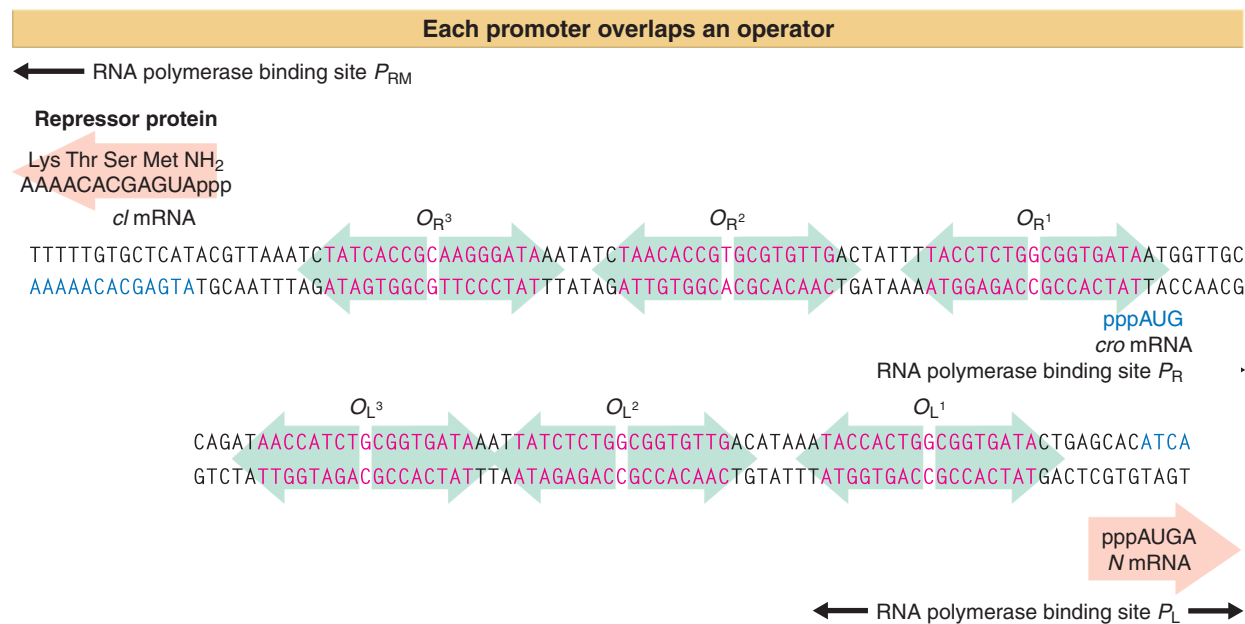 Each promoter overlaps an operator
RNA polymerase binding site PRM
Repressor protein
Lys Thr Ser Met NH2
AAAACACGAGUAppp
cI mRNA
OR3 OR2 OR1
TTTTTGTGCTCATACGTTAAATCTATCACCGCAAGGGATAAATATCTAACACCGTGCGTGTTGACTATTTTACCTCTGGCGGTGATAATGGTTGC
AAAAACACGAGTATGCAATTTAGATAGTGGCGTTCCCTATTTATAGATTGTGGCACGCACAACTGATAAAATGGAGACCGCCACTATTACCAACG
pppAUG
cro mRNA
RNA polymerase binding site PR
OL3 OL2 OL1
CAGATAACCATCTGCGGTGATAAATTATCTCTGGCGGTGTTGACATAAATACCACTGGCGGTGATACTGAGCACATCA
GTCTATTGGTAGACGCCACTATTTAATAGAGACCGCCACAACTGTATTTATGGTGACCGCCACTATGACTCGTGTAGT
pppAUGA
N mRNA
RNA polymerase binding site PL